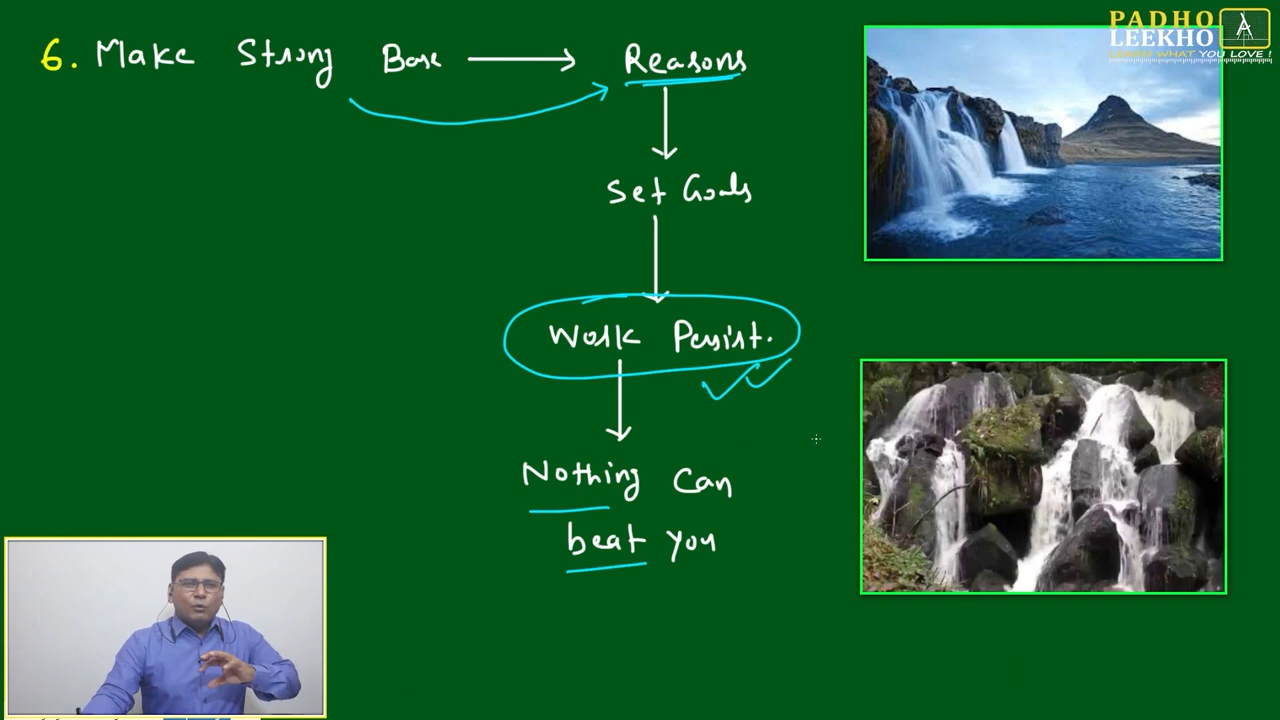 6. Make Strong Base → Reasons
Set Goals
Work Persist.
Nothing Can
beat you
PADHO
LEEKHO
LEARN WHAT YOU LOVE !